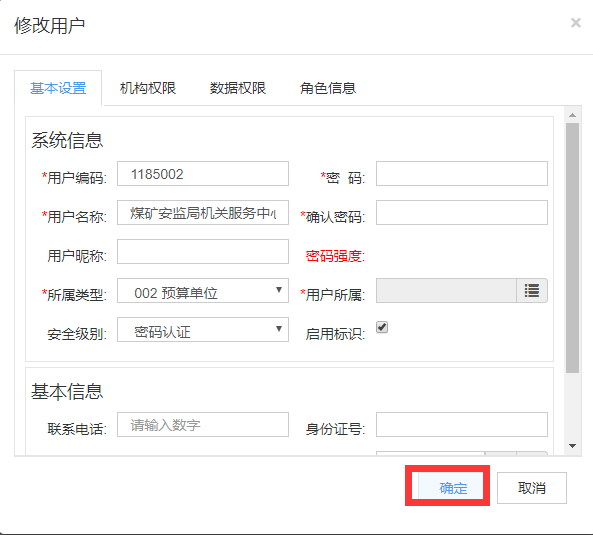 修改用户 ×
基本设置 机构权限 数据权限 角色信息
系统信息
*用户编码: 1185002 *密 码:
*用户名称: 煤矿安监局机关服务中心 *确认密码:
用户昵称: 密码强度:
*所属类型: 002 预算单位 *用户所属:
安全级别: 密码认证 启用标识:
基本信息
联系电话: 请输入数字 身份证号:
确定 取消